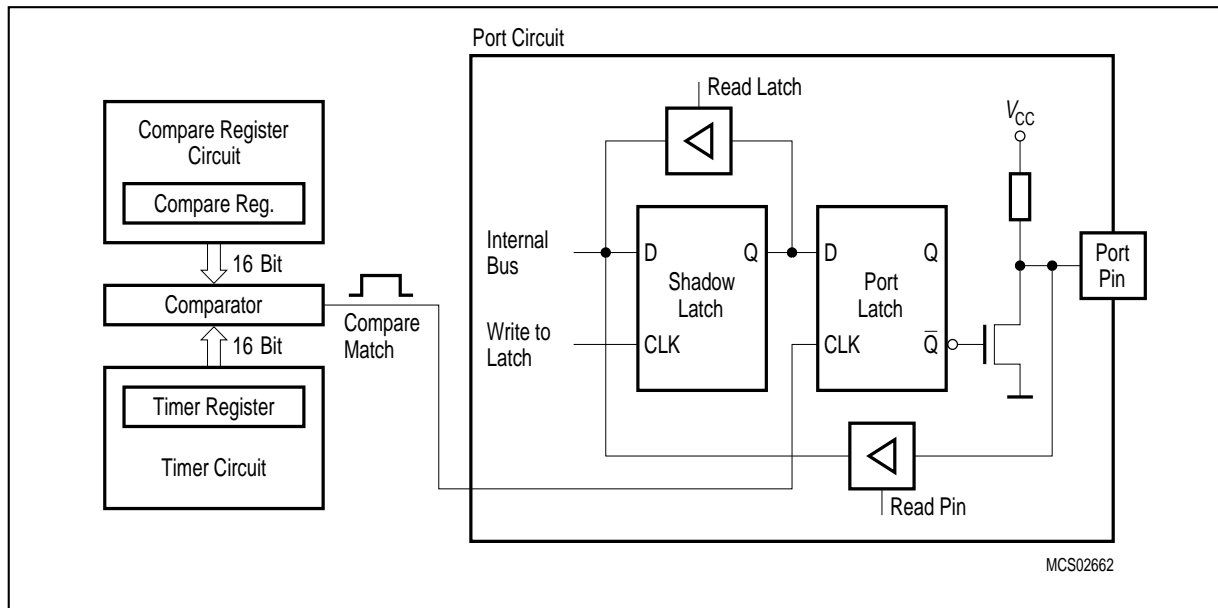 Port Circuit
Compare Register
Circuit
Compare Reg.
16 Bit
Comparator
16 Bit
Timer Register
Timer Circuit
Compare
Match
Read Latch
Internal
Bus
Write to
Latch
D
Q
Shadow
Latch
CLK
D
Q
Port
Latch
CLK
Q̅
VCC
Port
Pin
Read Pin
MCS02662